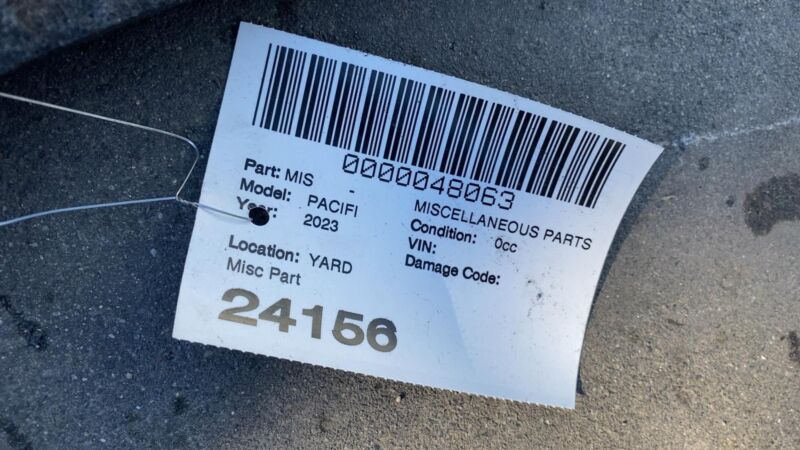 0000048063
Part: MIS - MISCELLANEOUS PARTS
Model: PACIFI Condition: 0cc
Year: 2023 VIN:
Damage Code:
Location: YARD
Misc Part
24156